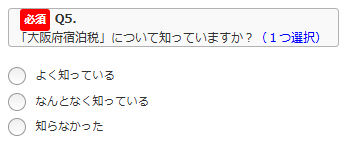 必須 Q5.
「大阪府宿泊税」について知っていますか？（１つ選択）
よく知っている
なんとなく知っている
知らなかった